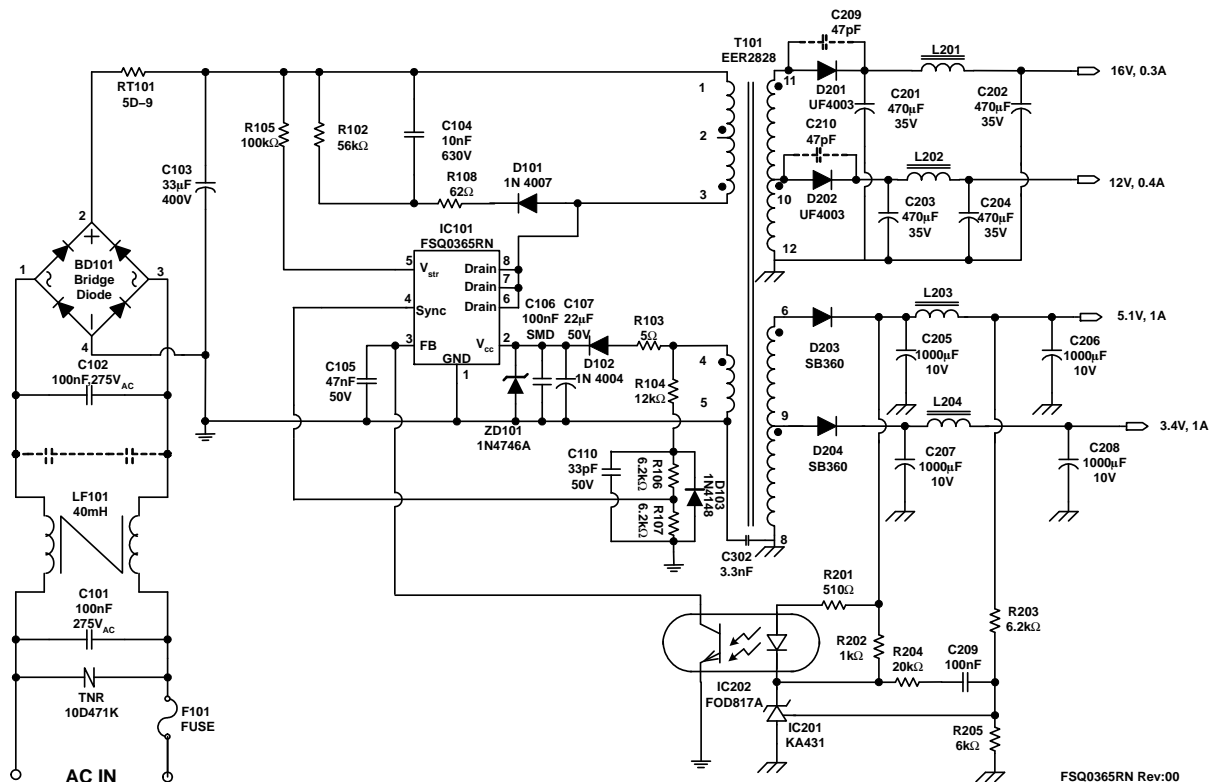 C209
47pF
T101
EER2828
L201
16V, 0.3A
RT101
5D-9
11
D201
UF4003
C210
47pF
C201
470µF
35V
C202
470µF
35V
1
2
3
R105
100kΩ
R102
56kΩ
C104
10nF
630V
D101
1N 4007
R108
62Ω
C103
33µF
400V
L202
12V, 0.4A
10
D202
UF4003
C203
470µF
35V
C204
470µF
35V
12
2
1
BD101
Bridge
Diode
3
4
IC101
FSQ0365RN
5
Vstr
Drain
8
Drain
7
Drain
6
4
Sync
3
FB
Vcc
2
GND
1
C106
100nF
SMD
C107
22µF
50V
R103
5Ω
D102
1N 4004
R104
12kΩ
4
5
C105
47nF
50V
ZD101
1N4746A
C102
100nF,275VAC
L203
5.1V, 1A
6
D203
SB360
C205
1000µF
10V
C206
1000µF
10V
L204
3.4V, 1A
9
D204
SB360
C207
1000µF
10V
C208
1000µF
10V
8
C110
33pF
50V
R106
6.2kΩ
R107
6.2kΩ
D103
1N4148
C302
3.3nF
LF101
40mH
C101
100nF
275VAC
TNR
10D471K
F101
FUSE
AC IN
R201
510Ω
R202
1kΩ
R203
6.2kΩ
R204
20kΩ
C209
100nF
IC202
FOD817A
IC201
KA431
R205
6kΩ
FSQ0365RN Rev:00